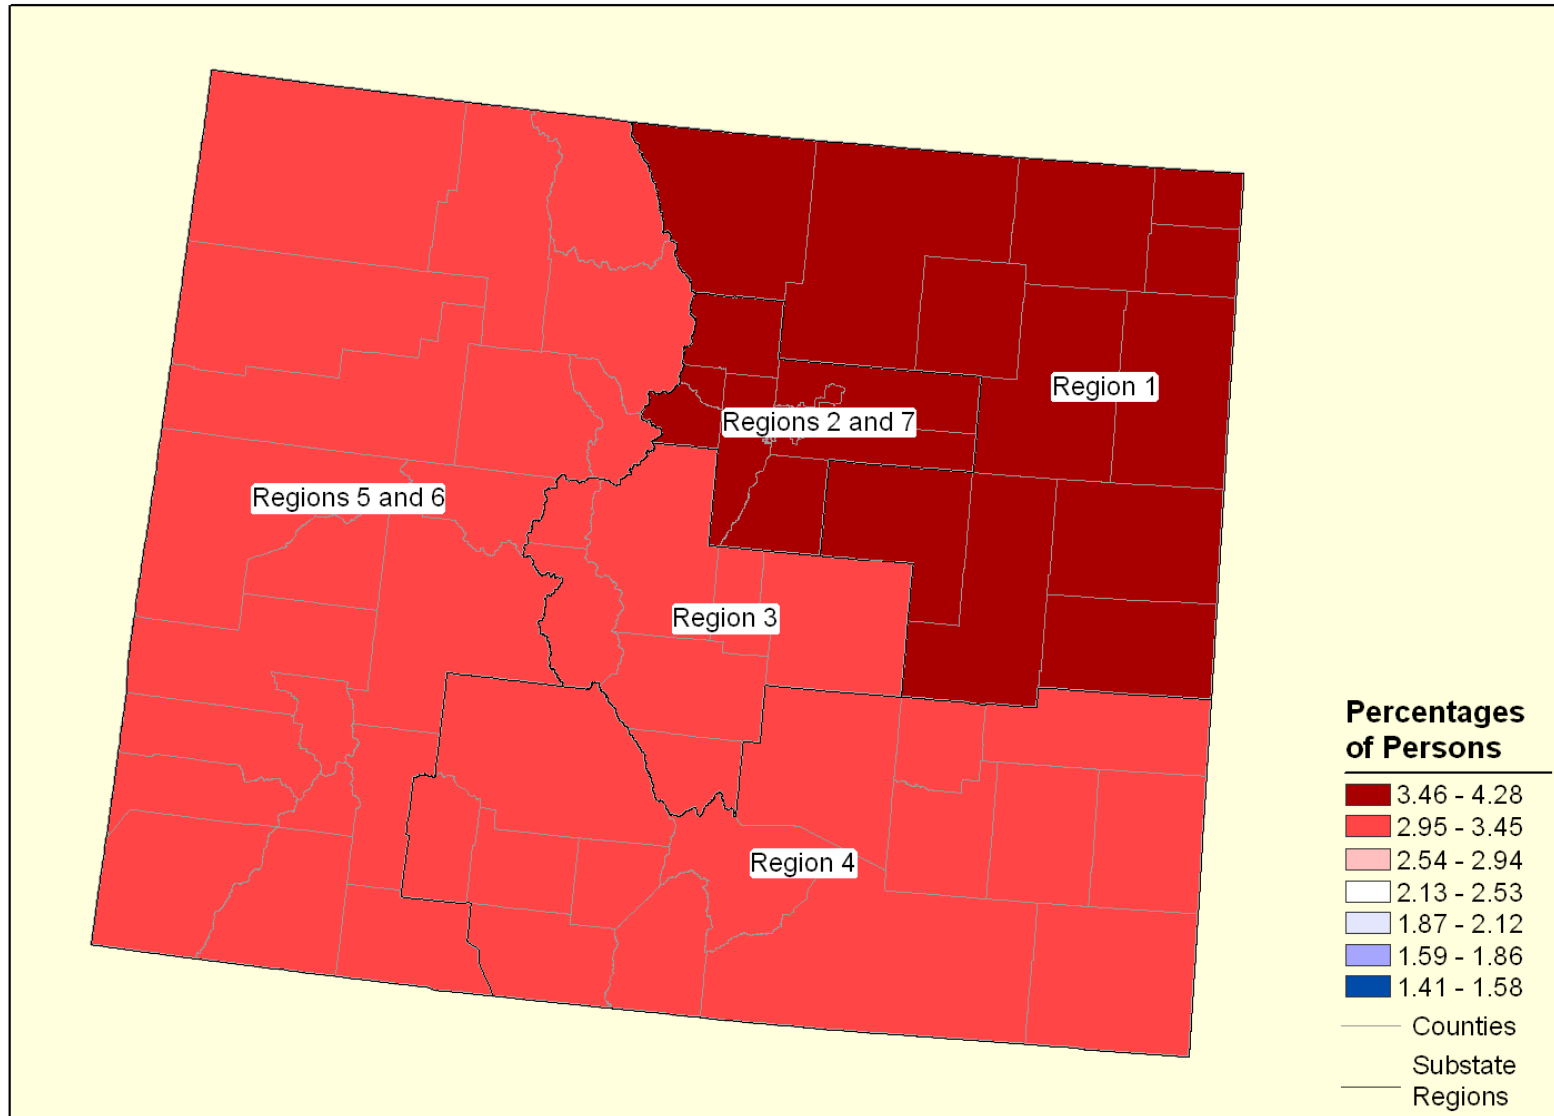 Region 1
Regions 2 and 7
Regions 5 and 6
Region 3
Region 4
Percentages
of Persons
3.46 - 4.28
2.95 - 3.45
2.54 - 2.94
2.13 - 2.53
1.87 - 2.12
1.59 - 1.86
1.41 - 1.58
Counties
Substate
Regions